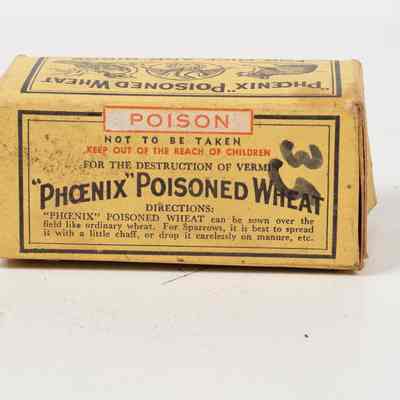 "PHŒNIX" POISONED WHEAT
POISON
NOT TO BE TAKEN
KEEP OUT OF THE REACH OF CHILDREN
FOR THE DESTRUCTION OF VERMIN
"PHŒNIX" POISONED WHEAT
DIRECTIONS:
"PHŒNIX" POISONED WHEAT can be sown over the
field like ordinary wheat. For Sparrows, it is best to spread
it with a little chaff, or drop it carelessly on manure, etc.